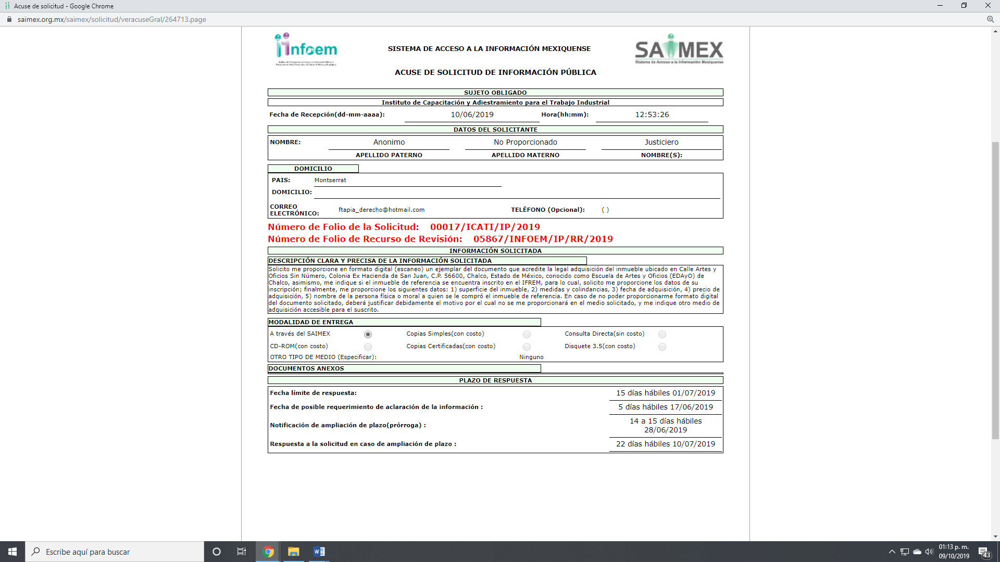 Acuse de solicitud - Google Chrome
saimex.org.mx/saimex/solicitud/veracuseGral/264713.page
infoem
SISTEMA DE ACCESO A LA INFORMACIÓN MEXIQUENSE
SAIMEX
Sistema de Acceso a la Información Mexiquense
ACUSE DE SOLICITUD DE INFORMACIÓN PÚBLICA
SUJETO OBLIGADO
Instituto de Capacitación y Adiestramiento para el Trabajo Industrial
Fecha de Recepción(dd-mm-aaaa): 10/06/2019 Hora(hh:mm): 12:53:26
DATOS DEL SOLICITANTE
NOMBRE: Anonimo No Proporcionado Justiciero
APELLIDO PATERNO APELLIDO MATERNO NOMBRE(S):
DOMICILIO
PAIS: Montserrat
DOMICILIO:
CORREO ELECTRÓNICO: ftapia_derecho@hotmail.com TELÉFONO (Opcional): ( )
Número de Folio de la Solicitud: 00017/ICATI/IP/2019
Número de Folio de Recurso de Revisión: 05867/INFOEM/IP/RR/2019
INFORMACIÓN SOLICITADA
DESCRIPCIÓN CLARA Y PRECISA DE LA INFORMACIÓN SOLICITADA
Solicito me proporcione en formato digital (escaneo) un ejemplar del documento que acredite la legal adquisición del inmueble ubicado en Calle Artes y
Oficios Sin Número, Colonia Ex Hacienda de San Juan, C.P. 56600, Chalco, Estado de México, conocido como Escuela de Artes y Oficios (EDAyO) de
Chalco, asimismo, me indique si el inmueble de referencia se encuentra inscrito en el IFREM, para lo cual, solicito me proporcione los datos de su
inscripción; finalmente, me proporcione los siguientes datos: 1) superficie del inmueble, 2) medidas y colindancias, 3) fecha de adquisición, 4) precio de
adquisición, 5) nombre de la persona física o moral a quien se le compró el inmueble de referencia. En caso de no poder proporcionarme formato digital
del documento solicitado, deberá justificar debidamente el motivo por el cual no se me proporcionará en el medio solicitado, y me indique otro medio de
adquisición accesible para el suscrito.
MODALIDAD DE ENTREGA
A través del SAIMEX Copias Simples(con costo) Consulta Directa(sin costo)
CD-ROM(con costo) Copias Certificadas(con costo) Disquete 3.5(con costo)
OTRO TIPO DE MEDIO (Especificar): Ninguno
DOCUMENTOS ANEXOS
PLAZO DE RESPUESTA
Fecha límite de respuesta: 15 días hábiles 01/07/2019
Fecha de posible requerimiento de aclaración de la información : 5 días hábiles 17/06/2019
Notificación de ampliación de plazo(prórroga) : 14 a 15 días hábiles
28/06/2019
Respuesta a la solicitud en caso de ampliación de plazo : 22 días hábiles 10/07/2019
Escribe aquí para buscar
01:13 p. m.
09/10/2019
43